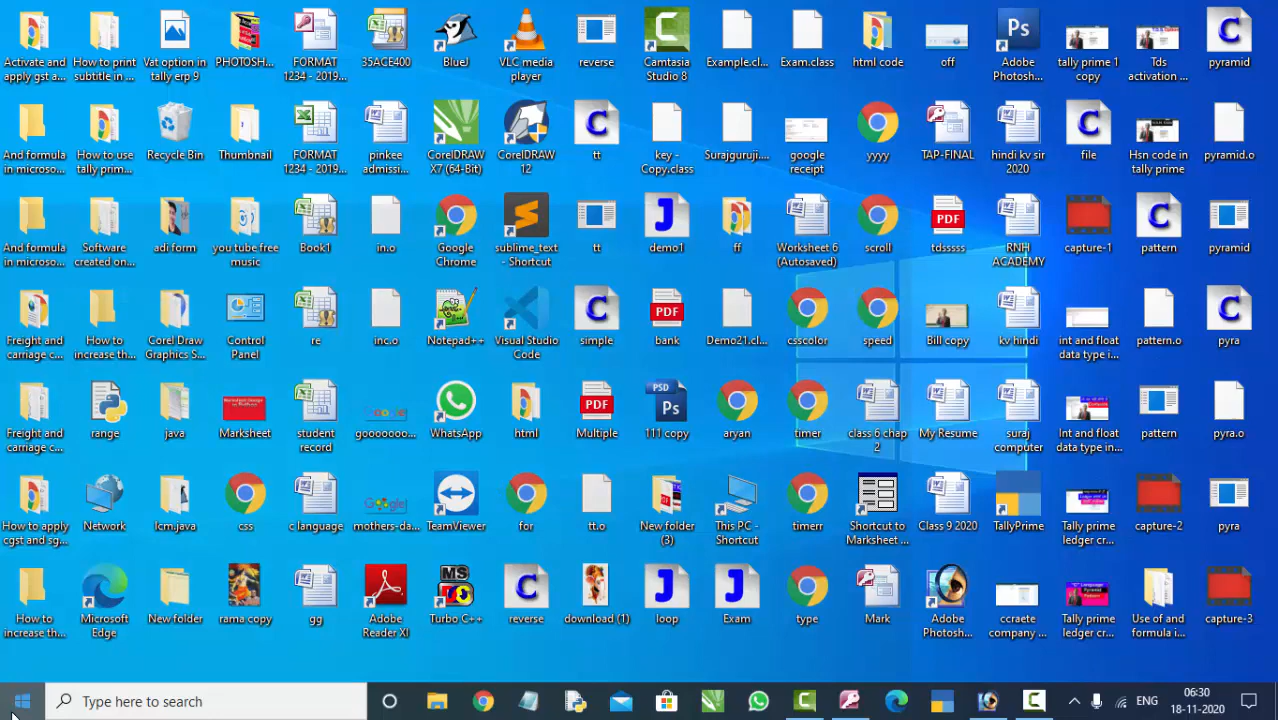 Activate and apply gst a...
How to print subtitle in ...
Vat option in tally erp 9
PHOTOSH...
FORMAT 1234 - 2019...
35ACE400
BlueJ
VLC media player
reverse
Camtasia Studio 8
Example.cl...
Exam.class
html code
off
Adobe Photosh...
tally prime 1 copy
Tds activation ...
pyramid
And formula in microso...
How to use tally prim...
Recycle Bin
Thumbnail
FORMAT 1234 - 2019...
pinkee admissi...
CorelDRAW X7 (64-Bit)
CorelDRAW 12
tt
key - Copy.class
Surajguruji....
google receipt
yyyy
TAP-FINAL
hindi kv sir 2020
file
Hsn code in tally prime
pyramid.o
And formula in microso...
Software created on...
adi form
you tube free music
Book1
in.o
Google Chrome
sublime_text - Shortcut
tt
demo1
ff
Worksheet 6 (Autosaved)
scroll
PDF
tdsssss
RNH ACADEMY
capture-1
pattern
pyramid
Freight and carriage c...
How to increase th...
Corel Draw Graphics S...
Control Panel
re
inc.o
Notepad++
Visual Studio Code
simple
PDF
bank
Demo21.cl...
csscolor
speed
Bill copy
kv hindi
int and float data type i...
pattern.o
pyra
Freight and carriage c...
range
java
Marksheet
student record
goooooooo...
WhatsApp
html
PDF
Multiple
PSD
Ps
111 copy
aryan
timer
class 6 chap 2
My Resume
suraj computer
Int and float data type in...
pattern
pyra.o
How to apply cgst and sg...
Network
lcm.java
css
c language
Google
mothers-da...
TeamViewer
for
tt.o
New folder (3)
This PC - Shortcut
timerr
Shortcut to Marksheet ...
Class 9 2020
TallyPrime
Tally prime ledger cr...
capture-2
pyra
How to increase th...
Microsoft Edge
New folder
rama copy
gg
Adobe Reader XI
MS
Turbo C++
reverse
download (1)
loop
Exam
type
Mark
Adobe Photosh...
ccraete company ...
Tally prime ledger cr...
Use of and formula i...
capture-3
Type here to search
ENG
06:30
18-11-2020